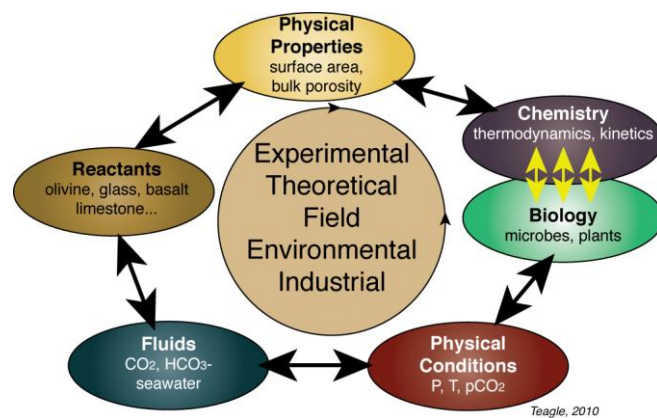 Physical
Properties
surface area,
bulk porosity
Chemistry
thermodynamics, kinetics
Reactants
olivine, glass, basalt
limestone...
Experimental
Theoretical
Field
Environmental
Industrial
Biology
microbes, plants
Fluids
CO₂, HCO₃-
seawater
Physical
Conditions
P, T, pCO₂
Teagle, 2010